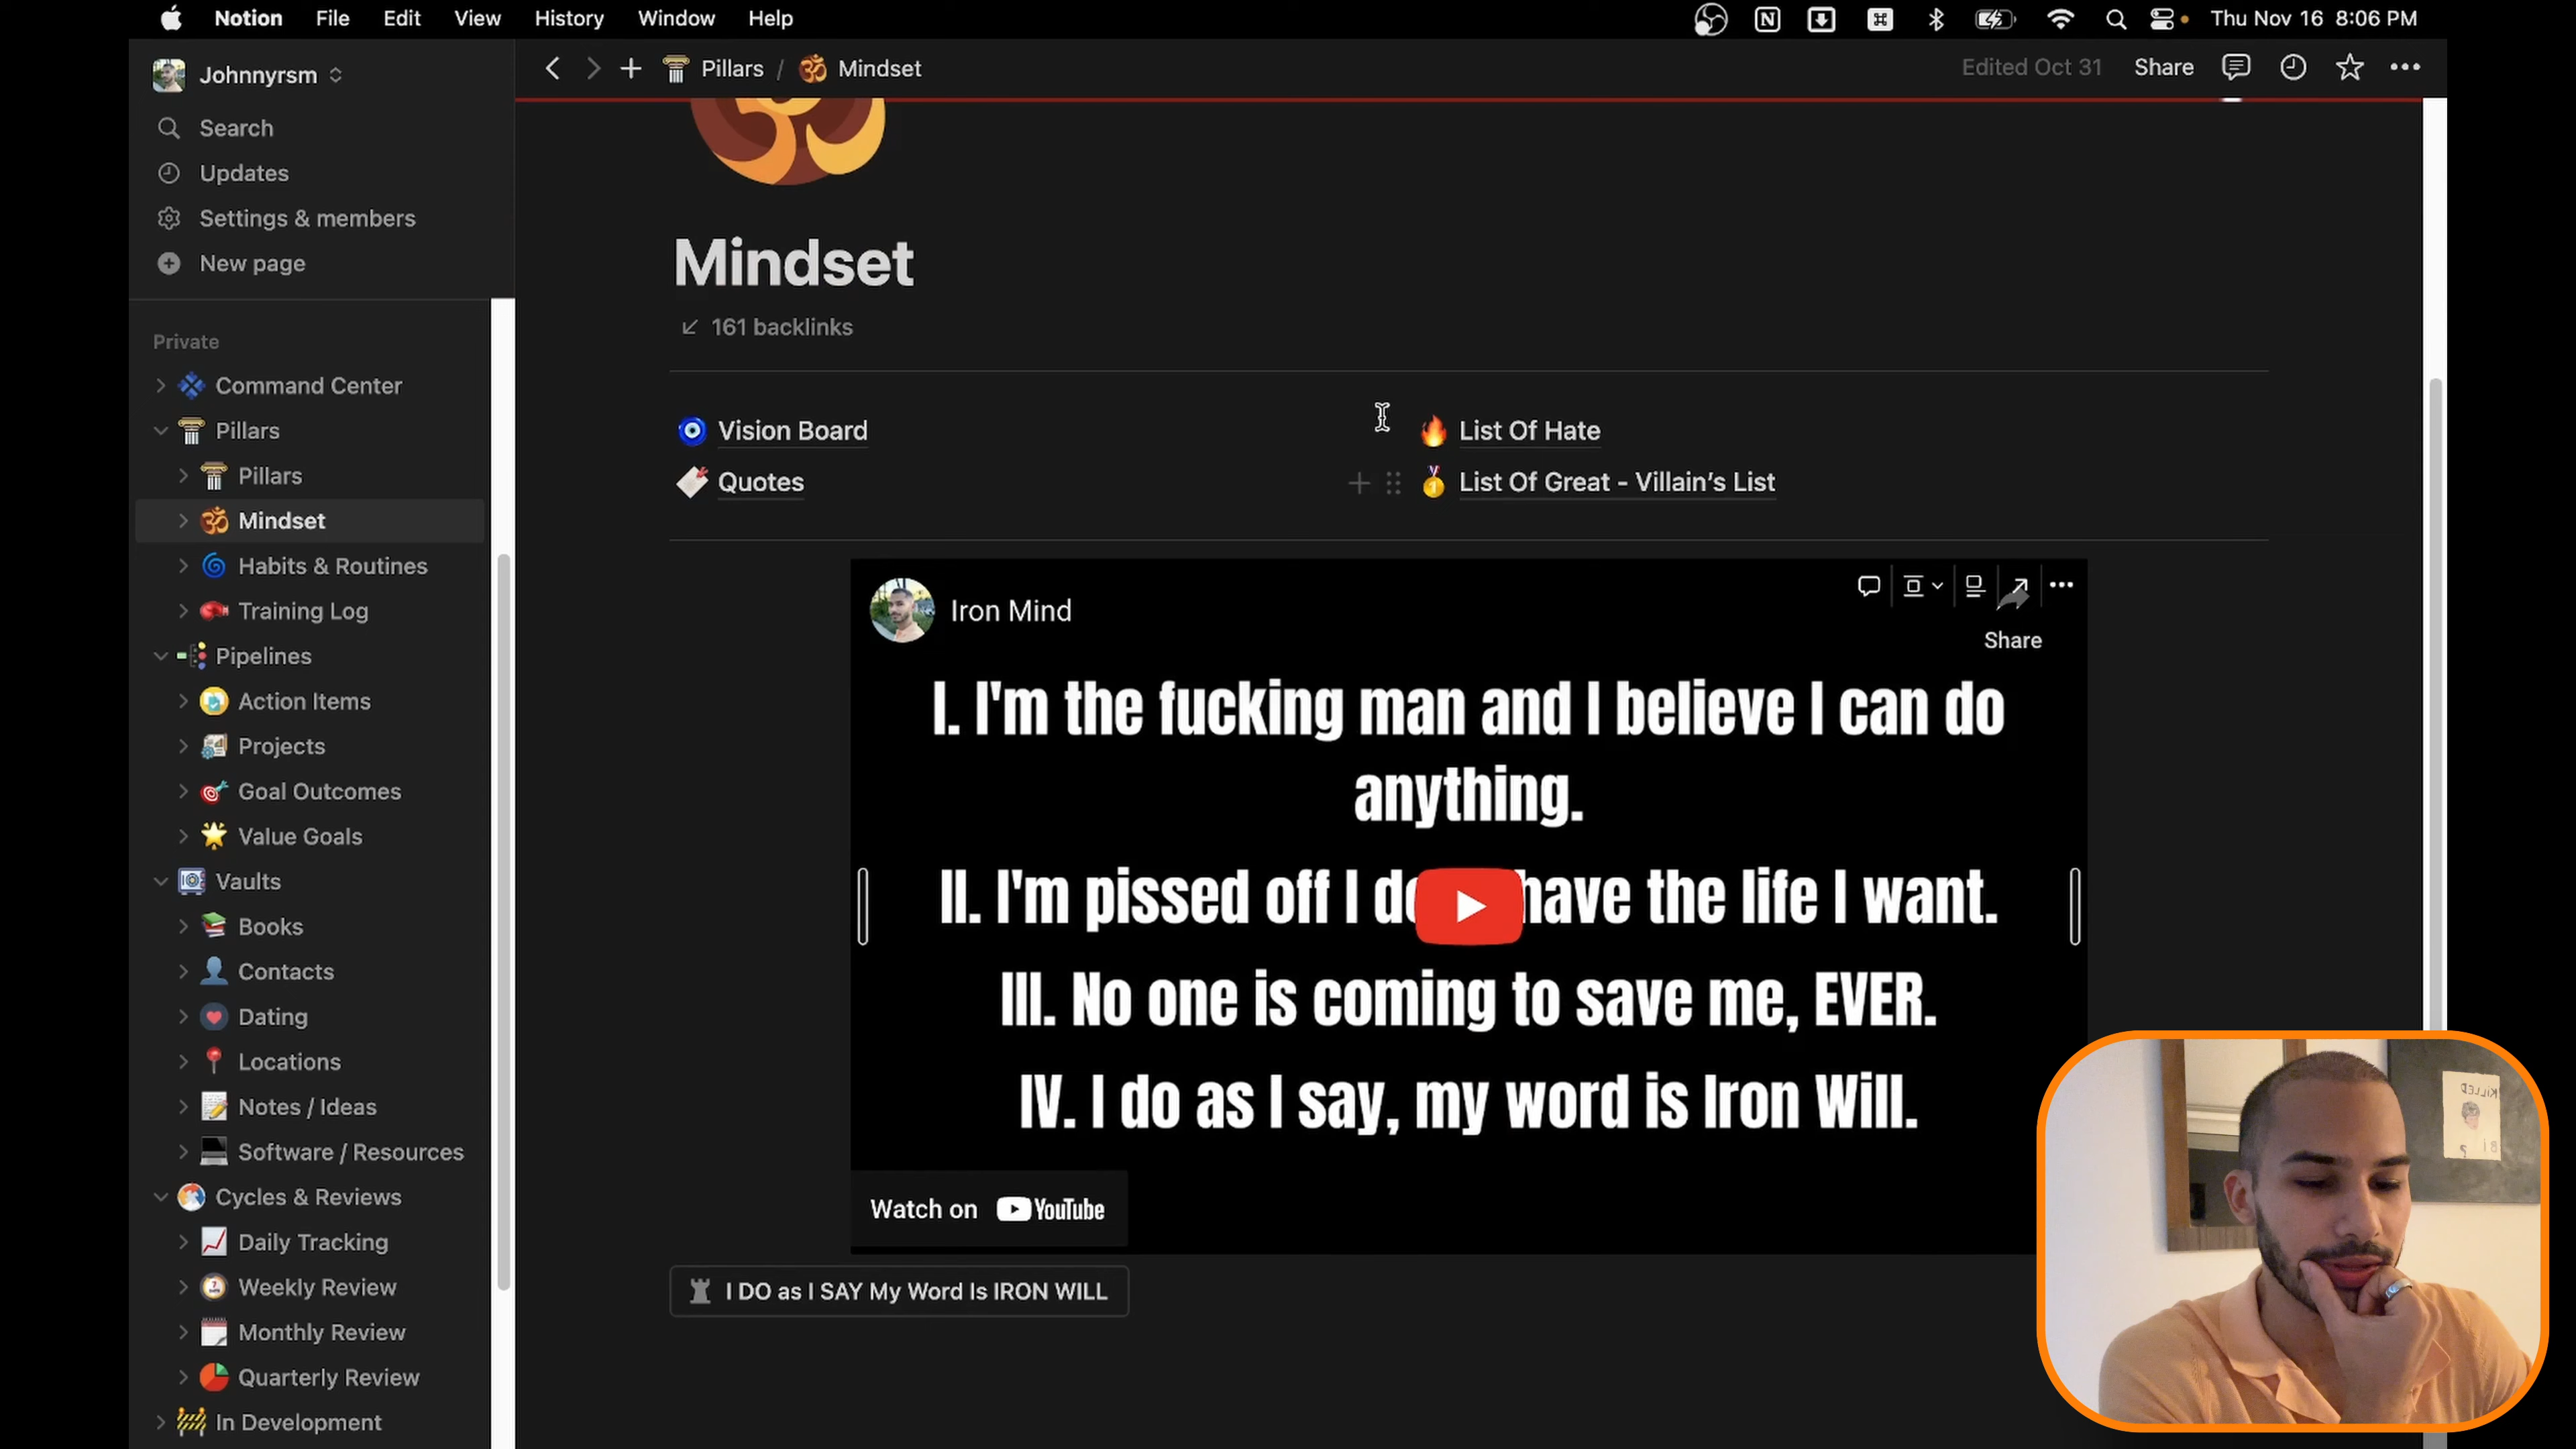 Notion File Edit View History Window Help Thu Nov 16 8:06 PM
Johnnyrsm
Search
Updates
Settings & members
New page
Private
Command Center
Pillars
Pillars
Mindset
Habits & Routines
Training Log
Pipelines
Action Items
Projects
Goal Outcomes
Value Goals
Vaults
Books
Contacts
Dating
Locations
Notes / Ideas
Software / Resources
Cycles & Reviews
Daily Tracking
Weekly Review
Monthly Review
Quarterly Review
In Development
Pillars / Mindset Edited Oct 31 Share
Mindset
161 backlinks
Vision Board
Quotes
List Of Hate
List Of Great - Villain’s List
Iron Mind
Share
I. I'm the fucking man and I believe I can do
anything.
II. I'm pissed off I have the life I want.
III. No one is coming to save me, EVER.
IV. I do as I say, my word is Iron Will.
Watch on YouTube
I DO as I SAY My Word Is IRON WILL
KILLED